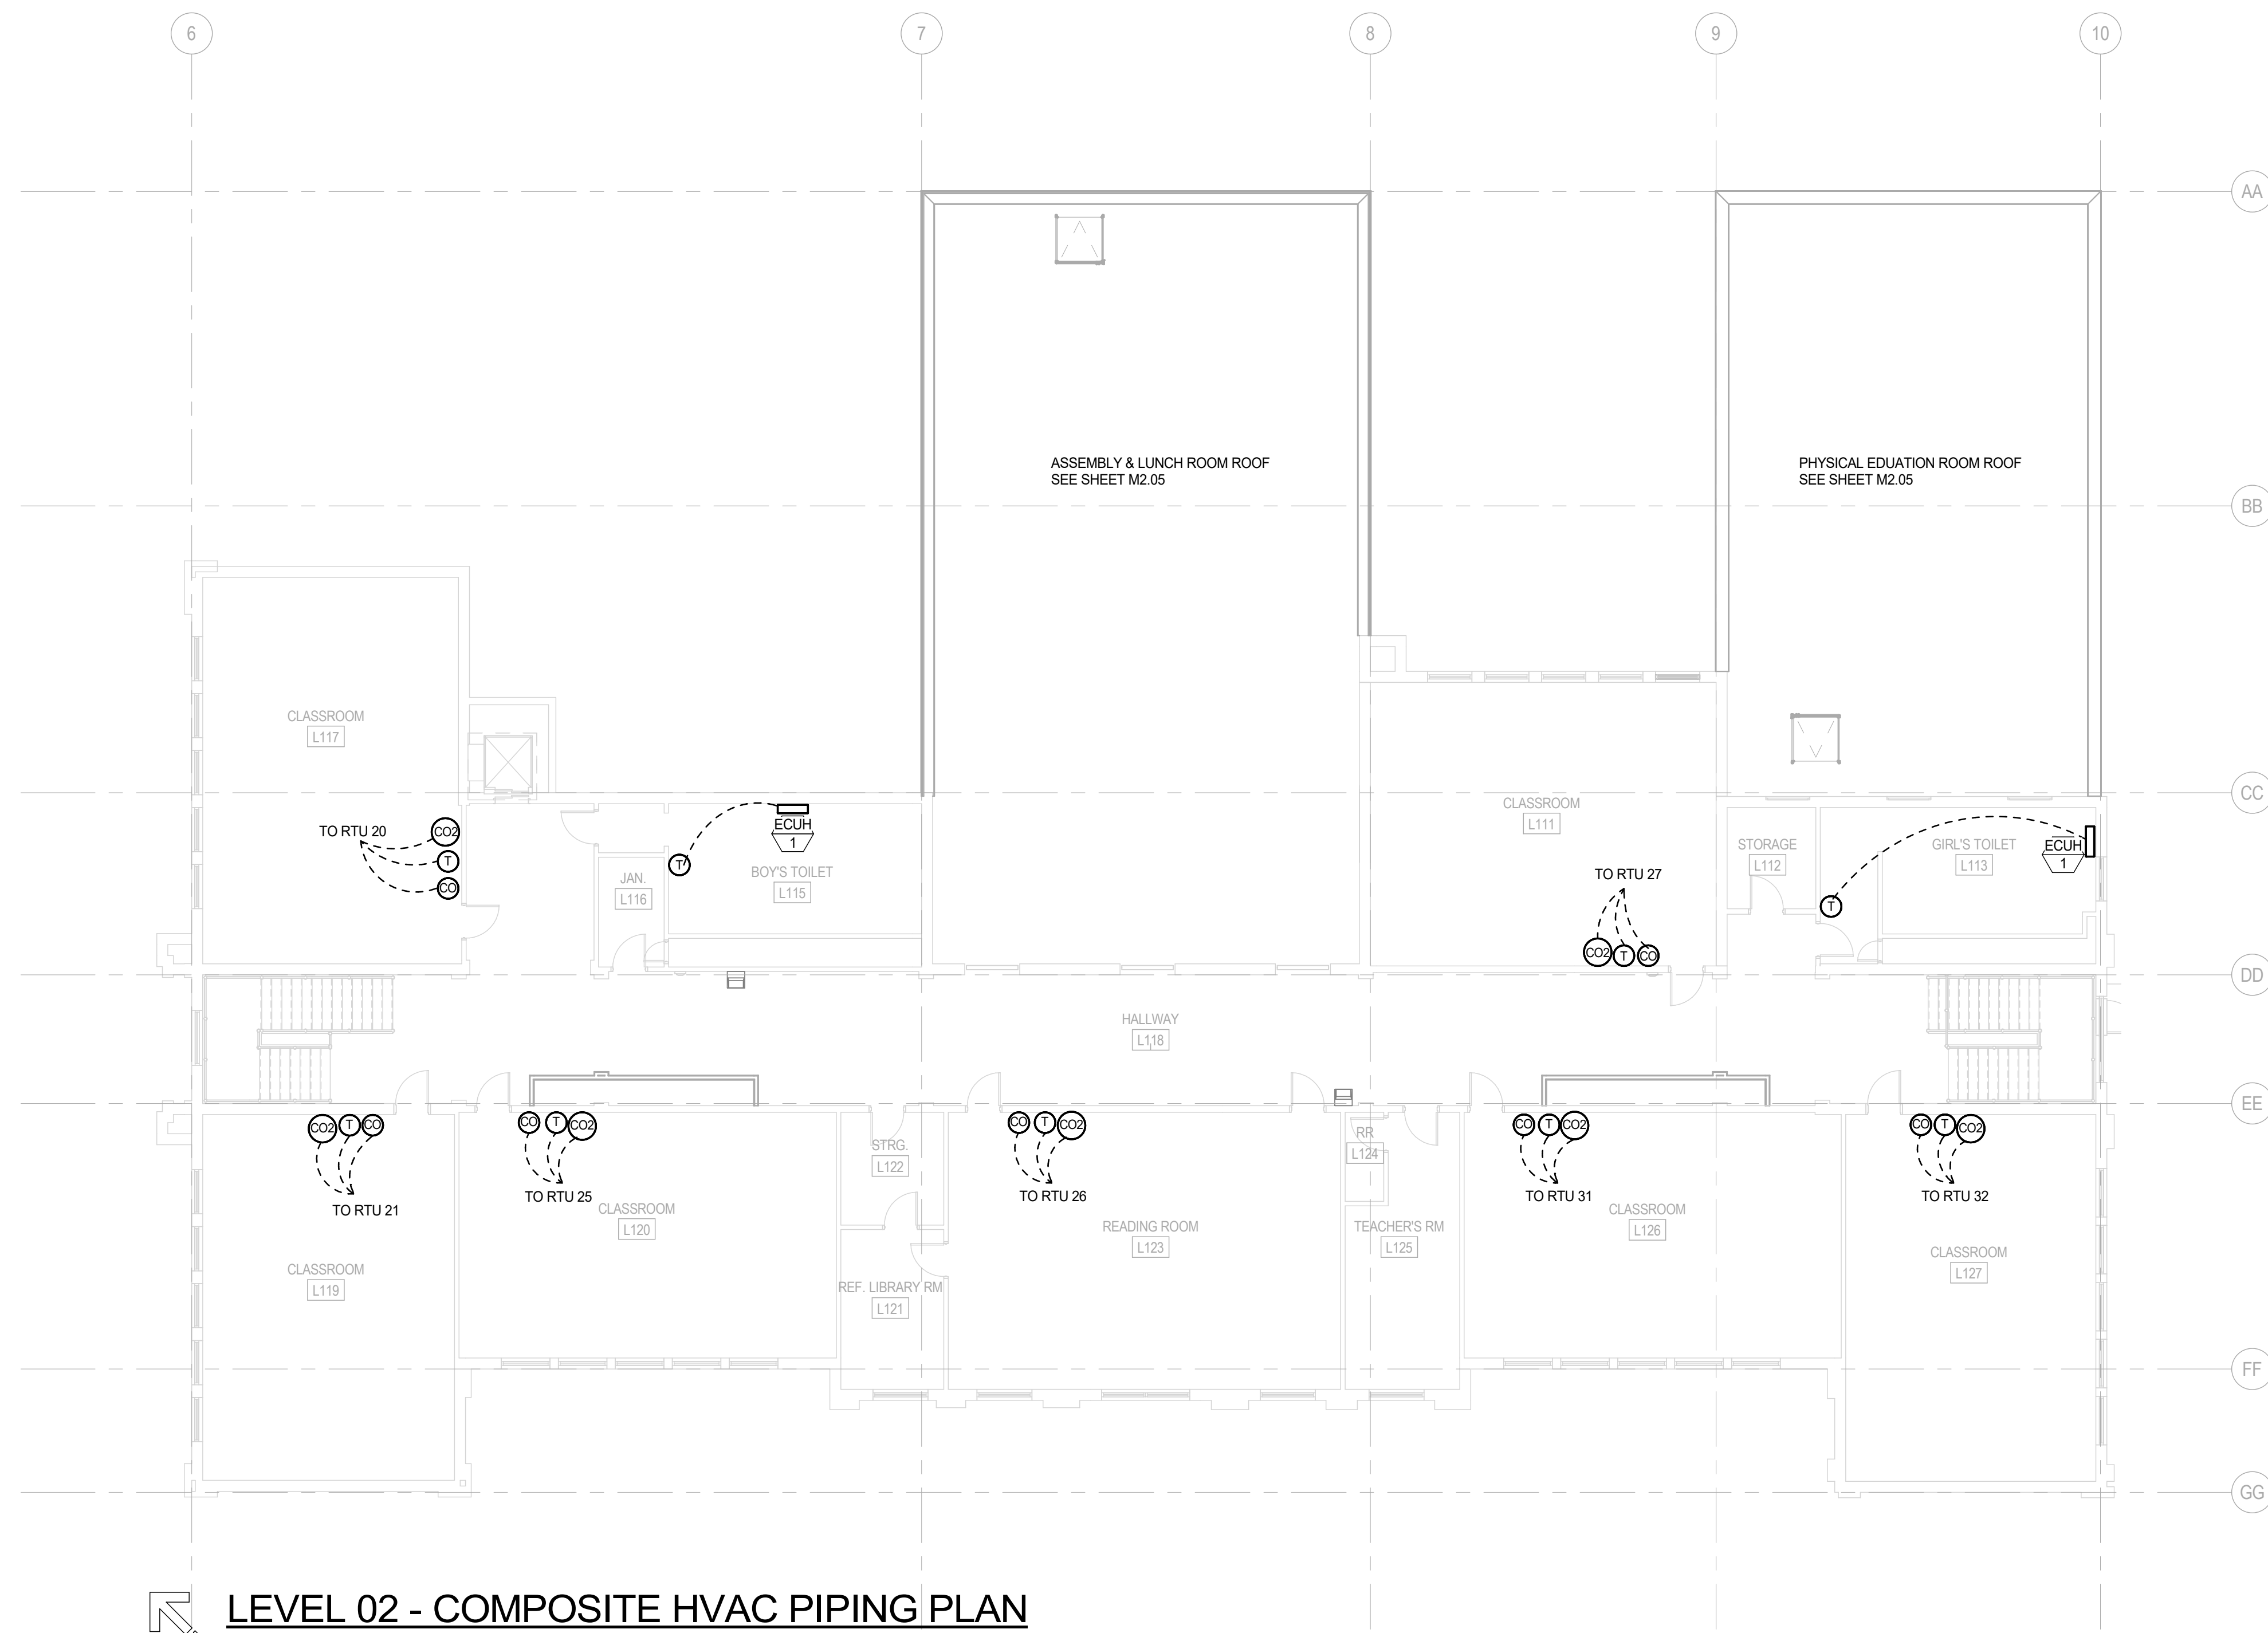 6
7
8
9
10
AA
ASSEMBLY & LUNCH ROOM ROOF
SEE SHEET M2.05
PHYSICAL EDUATION ROOM ROOF
SEE SHEET M2.05
BB
CLASSROOM
L117
CC
TO RTU 20
CO2
T
CO
ECUH
1
T
BOY'S TOILET
L115
JAN.
L116
CLASSROOM
L111
TO RTU 27
CO2
T
CO
STORAGE
L112
GIRL'S TOILET
L113
ECUH
1
T
DD
HALLWAY
L118
EE
CO2
T
CO
TO RTU 21
CLASSROOM
L119
CO
T
CO2
TO RTU 25
CLASSROOM
L120
STRG.
L122
REF. LIBRARY RM
L121
CO
T
CO2
TO RTU 26
READING ROOM
L123
RR
L124
TEACHER'S RM
L125
CO
T
CO2
TO RTU 31
CLASSROOM
L126
CO
T
CO2
TO RTU 32
CLASSROOM
L127
FF
GG
LEVEL 02 - COMPOSITE HVAC PIPING PLAN